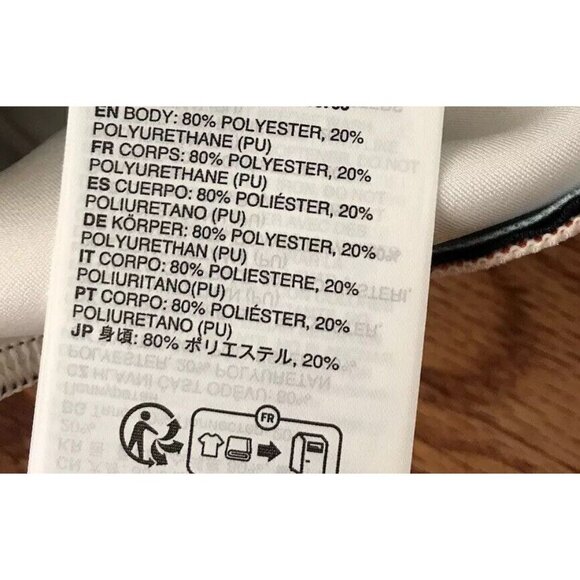 EN BODY: 80% POLYESTER, 20%
POLYURETHANE (PU)
FR CORPS: 80% POLYESTER, 20%
POLYURETHANE (PU)
ES CUERPO: 80% POLIÉSTER, 20%
POLIURETANO (PU)
DE KÖRPER: 80% POLYESTER, 20%
POLYURETHAN (PU)
IT CORPO: 80% POLIESTERE, 20%
POLIURITANO(PU)
PT CORPO: 80% POLIÉSTER, 20%
POLIURETANO (PU)
JP 身頃: 80% ポリエステル, 20%
FR